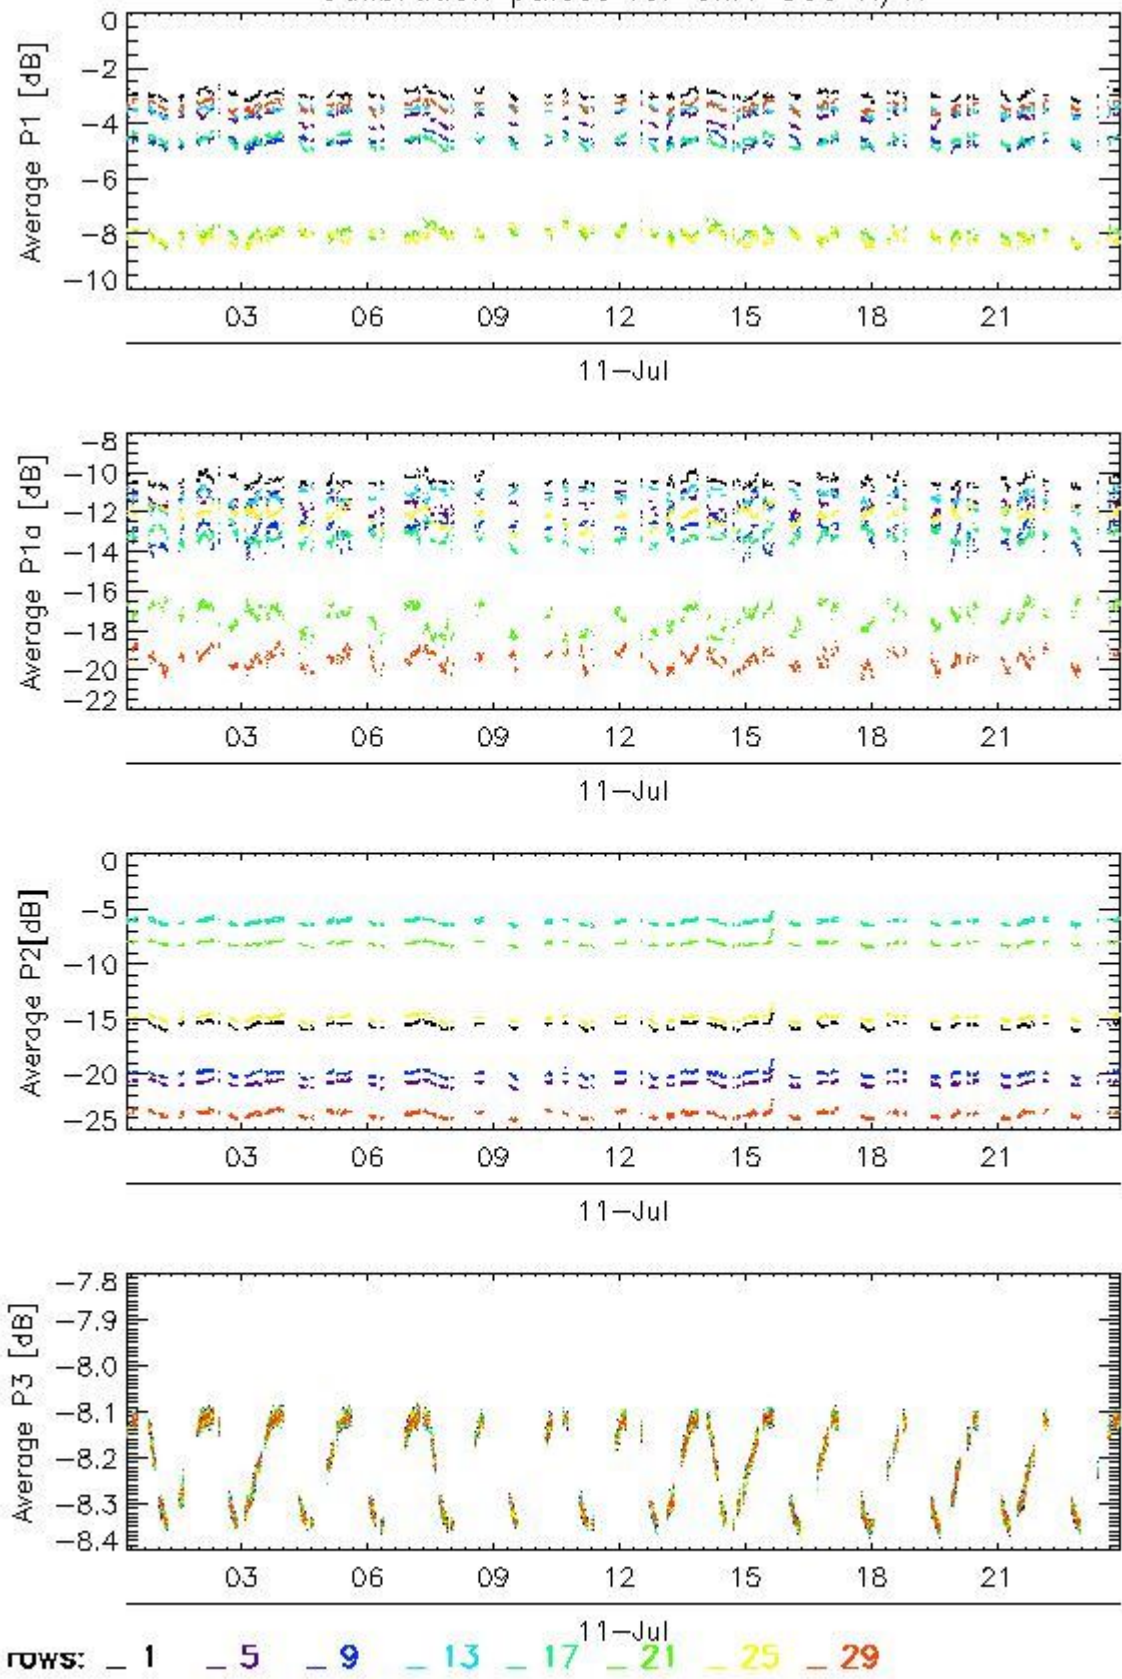 Average P1 [dB]
0
-2
-4
-6
-8
-10
03 06 09 12 15 18 21
11-Jul
Average P1a [dB]
-8
-10
-12
-14
-16
-18
-20
-22
03 06 09 12 15 18 21
11-Jul
Average P2[dB]
0
-5
-10
-15
-20
-25
03 06 09 12 15 18 21
11-Jul
Average P3 [dB]
-7.8
-7.9
-8.0
-8.1
-8.2
-8.3
-8.4
03 06 09 12 15 18 21
11-Jul
rows: _ 1 _ 5 _ 9 _ 13 _ 17 _ 21 _ 25 _ 29